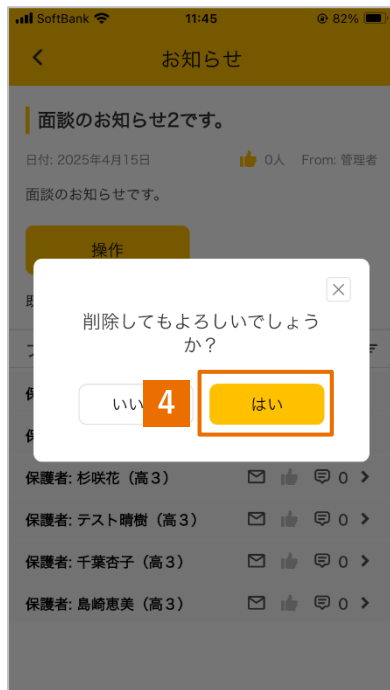 SoftBank 11:45 82%
お知らせ
面談のお知らせ2です。
日付: 2025年4月15日 0人 From: 管理者
面談のお知らせです。
操作
削除してもよろしいでしょう
か？
いい
4
はい
保護者: 杉咲花（高３） 0
保護者: テスト晴樹（高３） 0
保護者: 千葉杏子（高３） 0
保護者: 島崎恵美（高３） 0